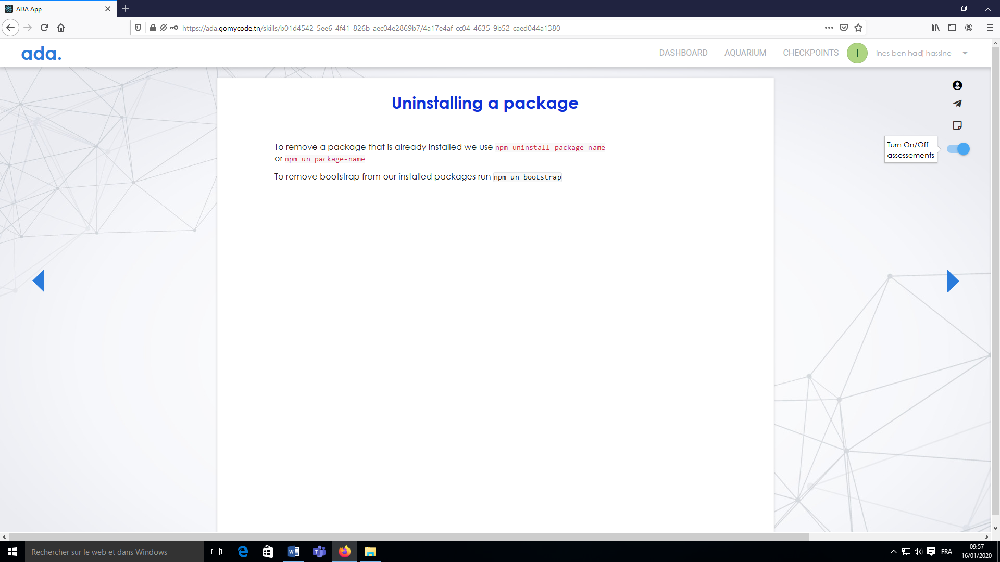 ADA App
https://ada.gomycode.tn/skills/b01d4542-5ee6-4f41-826b-aec04e2869b7/4a17e4af-cc04-4635-9b52-caed044a1380
ada.
DASHBOARD
AQUARIUM
CHECKPOINTS
I
ines ben hadj hassine
Uninstalling a package
To remove a package that is already installed we use npm uninstall package-name
or npm un package-name
To remove bootstrap from our installed packages run npm un bootstrap
Turn On/Off
assessements
Rechercher sur le web et dans Windows
FRA
09:57
16/01/2020